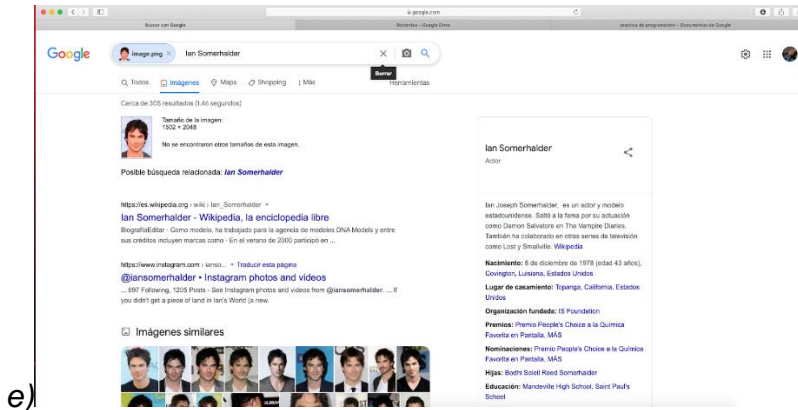 google.com
Buscar con Google
Recientes - Google Drive
practica de programacion - Documentos de Google
Google
image.png × Ian Somerhalder
Borrar
Todos Imágenes Maps Shopping Más Herramientas
Cerca de 305 resultados (1.46 segundos)
Tamaño de la imagen:
1502 × 2048
No se encontraron otros tamaños de esta imagen.
Posible búsqueda relacionada: Ian Somerhalder
https://es.wikipedia.org › wiki › Ian_Somerhalder
Ian Somerhalder - Wikipedia, la enciclopedia libre
BiografíaEditar · Como modelo, ha trabajado para la agencia de modelos DNA Models y entre
sus créditos incluyen marcas como · En el verano de 2000 participó en ...
https://www.instagram.com › ianso... • Traducir esta página
@iansomerhalder • Instagram photos and videos
... 697 Following, 1205 Posts - See Instagram photos and videos from @iansomerhalder. ... If
you didn't get a piece of land in Ian's World (a new
Imágenes similares
Ian Somerhalder
Actor
Ian Joseph Somerhalder, es un actor y modelo
estadounidense. Saltó a la fama por su actuación
como Damon Salvatore en The Vampire Diaries.
También ha colaborado en otras series de televisión
como Lost y Smallville. Wikipedia
Nacimiento: 8 de diciembre de 1978 (edad 43 años),
Covington, Luisiana, Estados Unidos
Lugar de casamiento: Topanga, California, Estados
Unidos
Organización fundada: IS Foundation
Premios: Premio People's Choice a la Química
Favorita en Pantalla, MÁS
Nominaciones: Premio People's Choice a la Química
Favorita en Pantalla, MÁS
Hijas: Bodhi Soleil Reed Somerhalder
Educación: Mandeville High School, Saint Paul's
School
e)